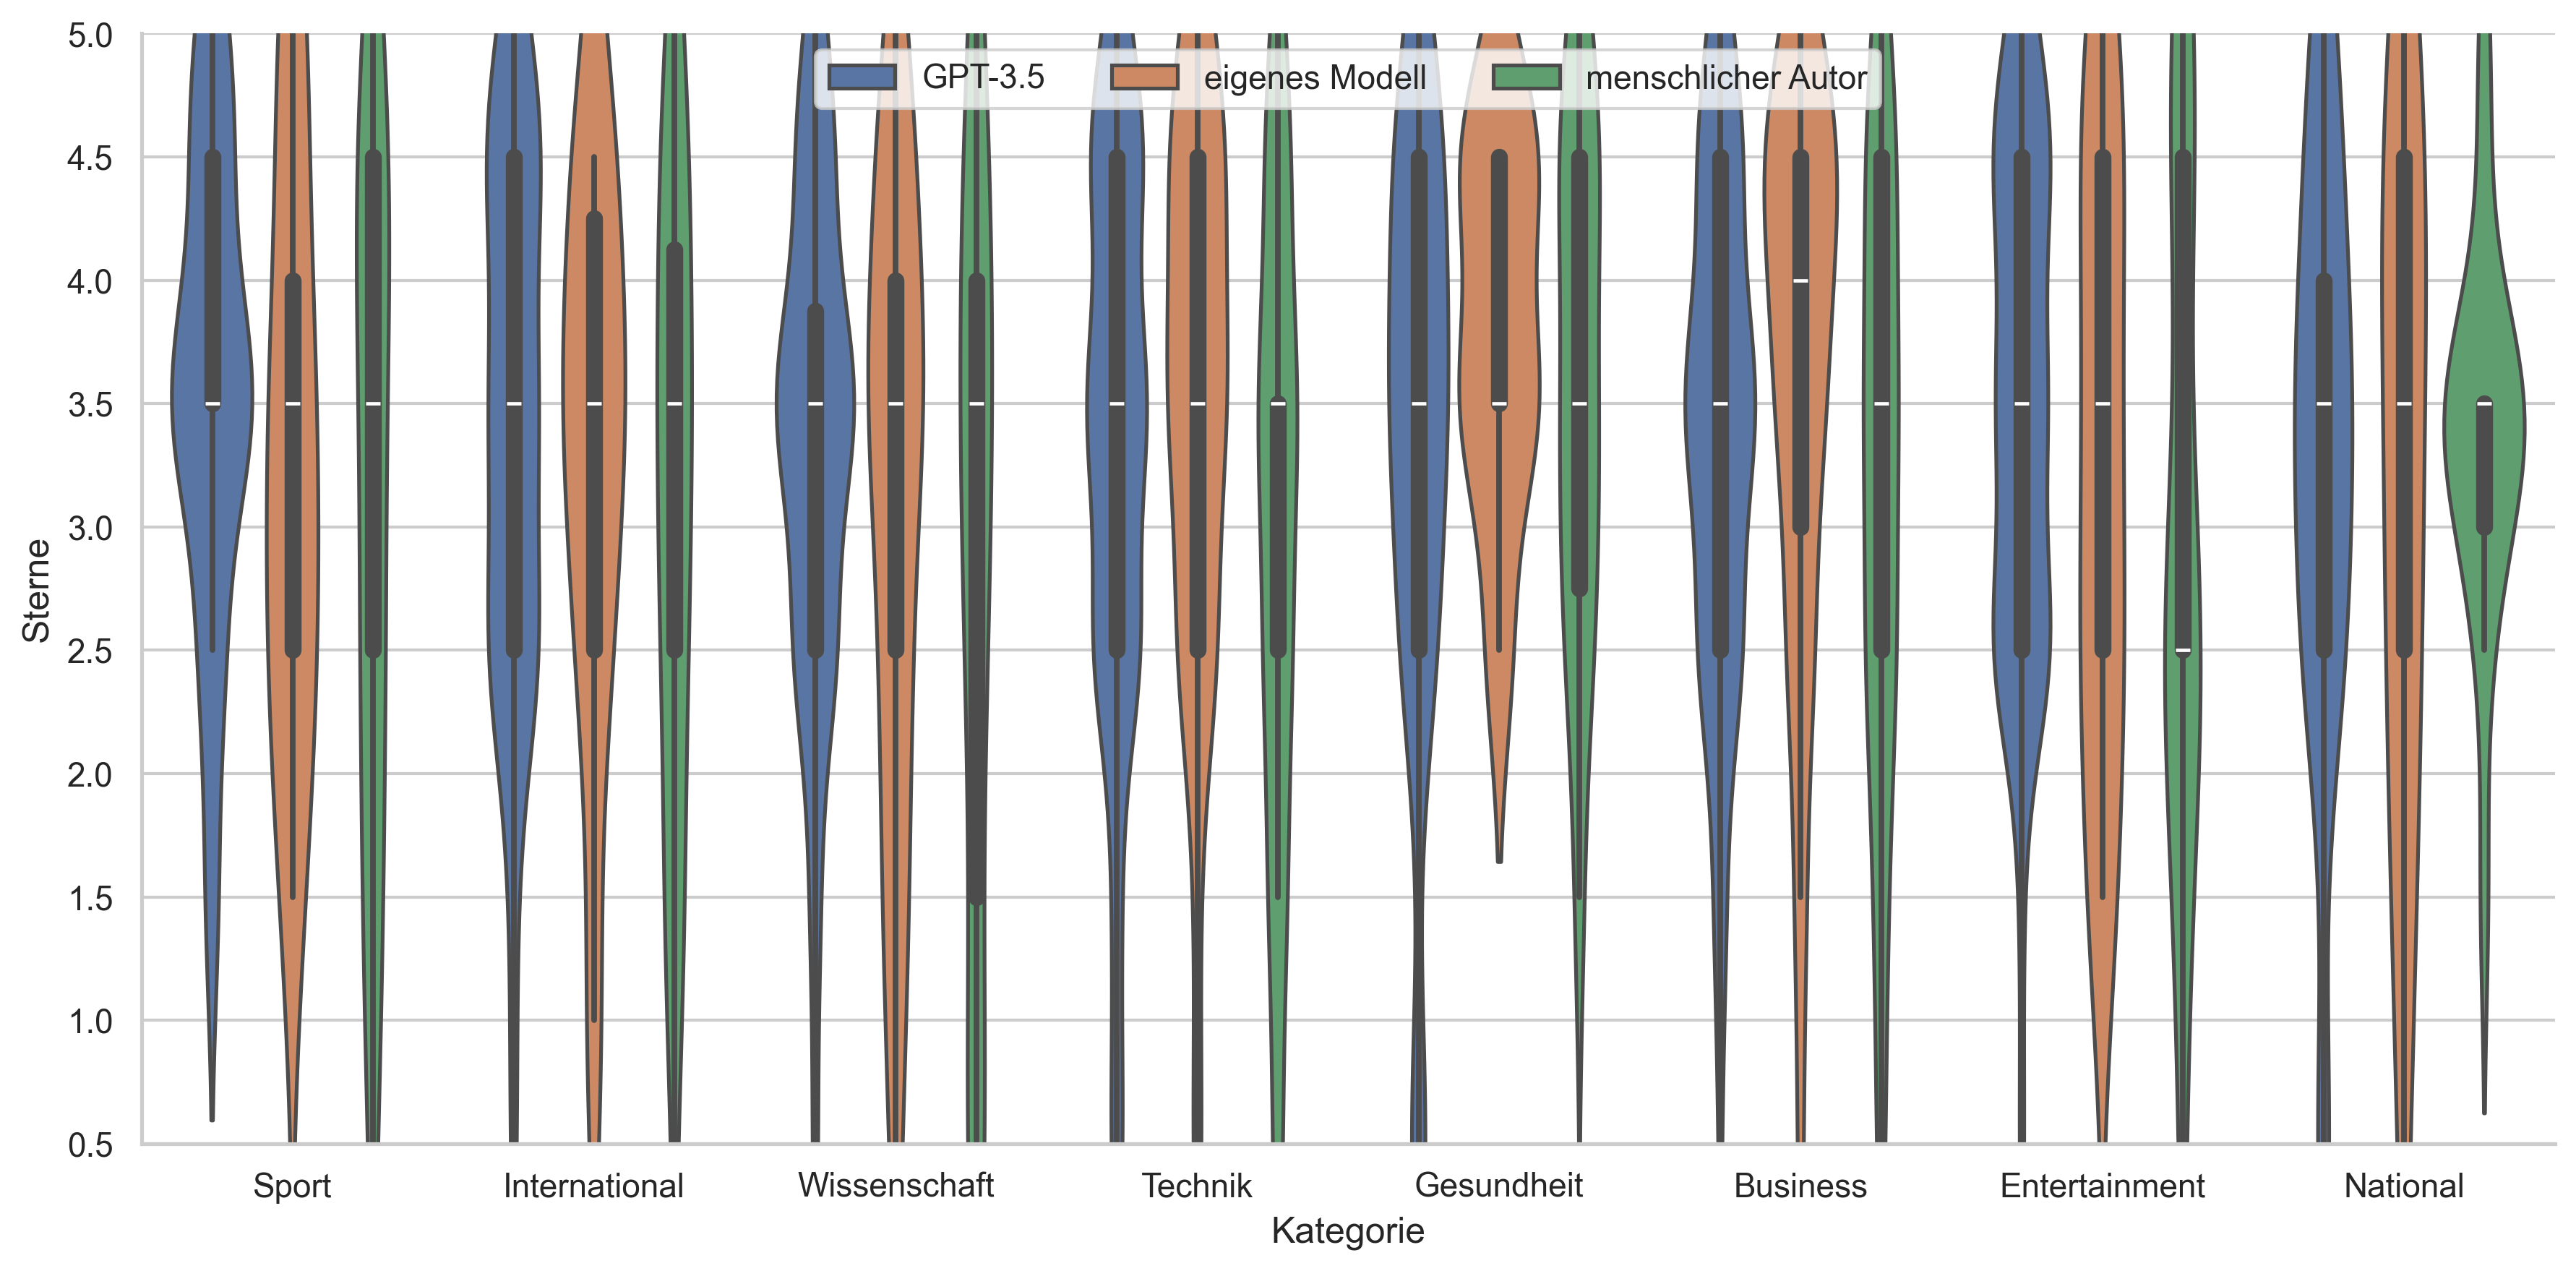 5.0
4.5
4.0
3.5
3.0
2.5
2.0
1.5
1.0
0.5
Sterne
GPT-3.5 eigenes Modell menschlicher Autor
Sport International Wissenschaft Technik Gesundheit Business Entertainment National
Kategorie